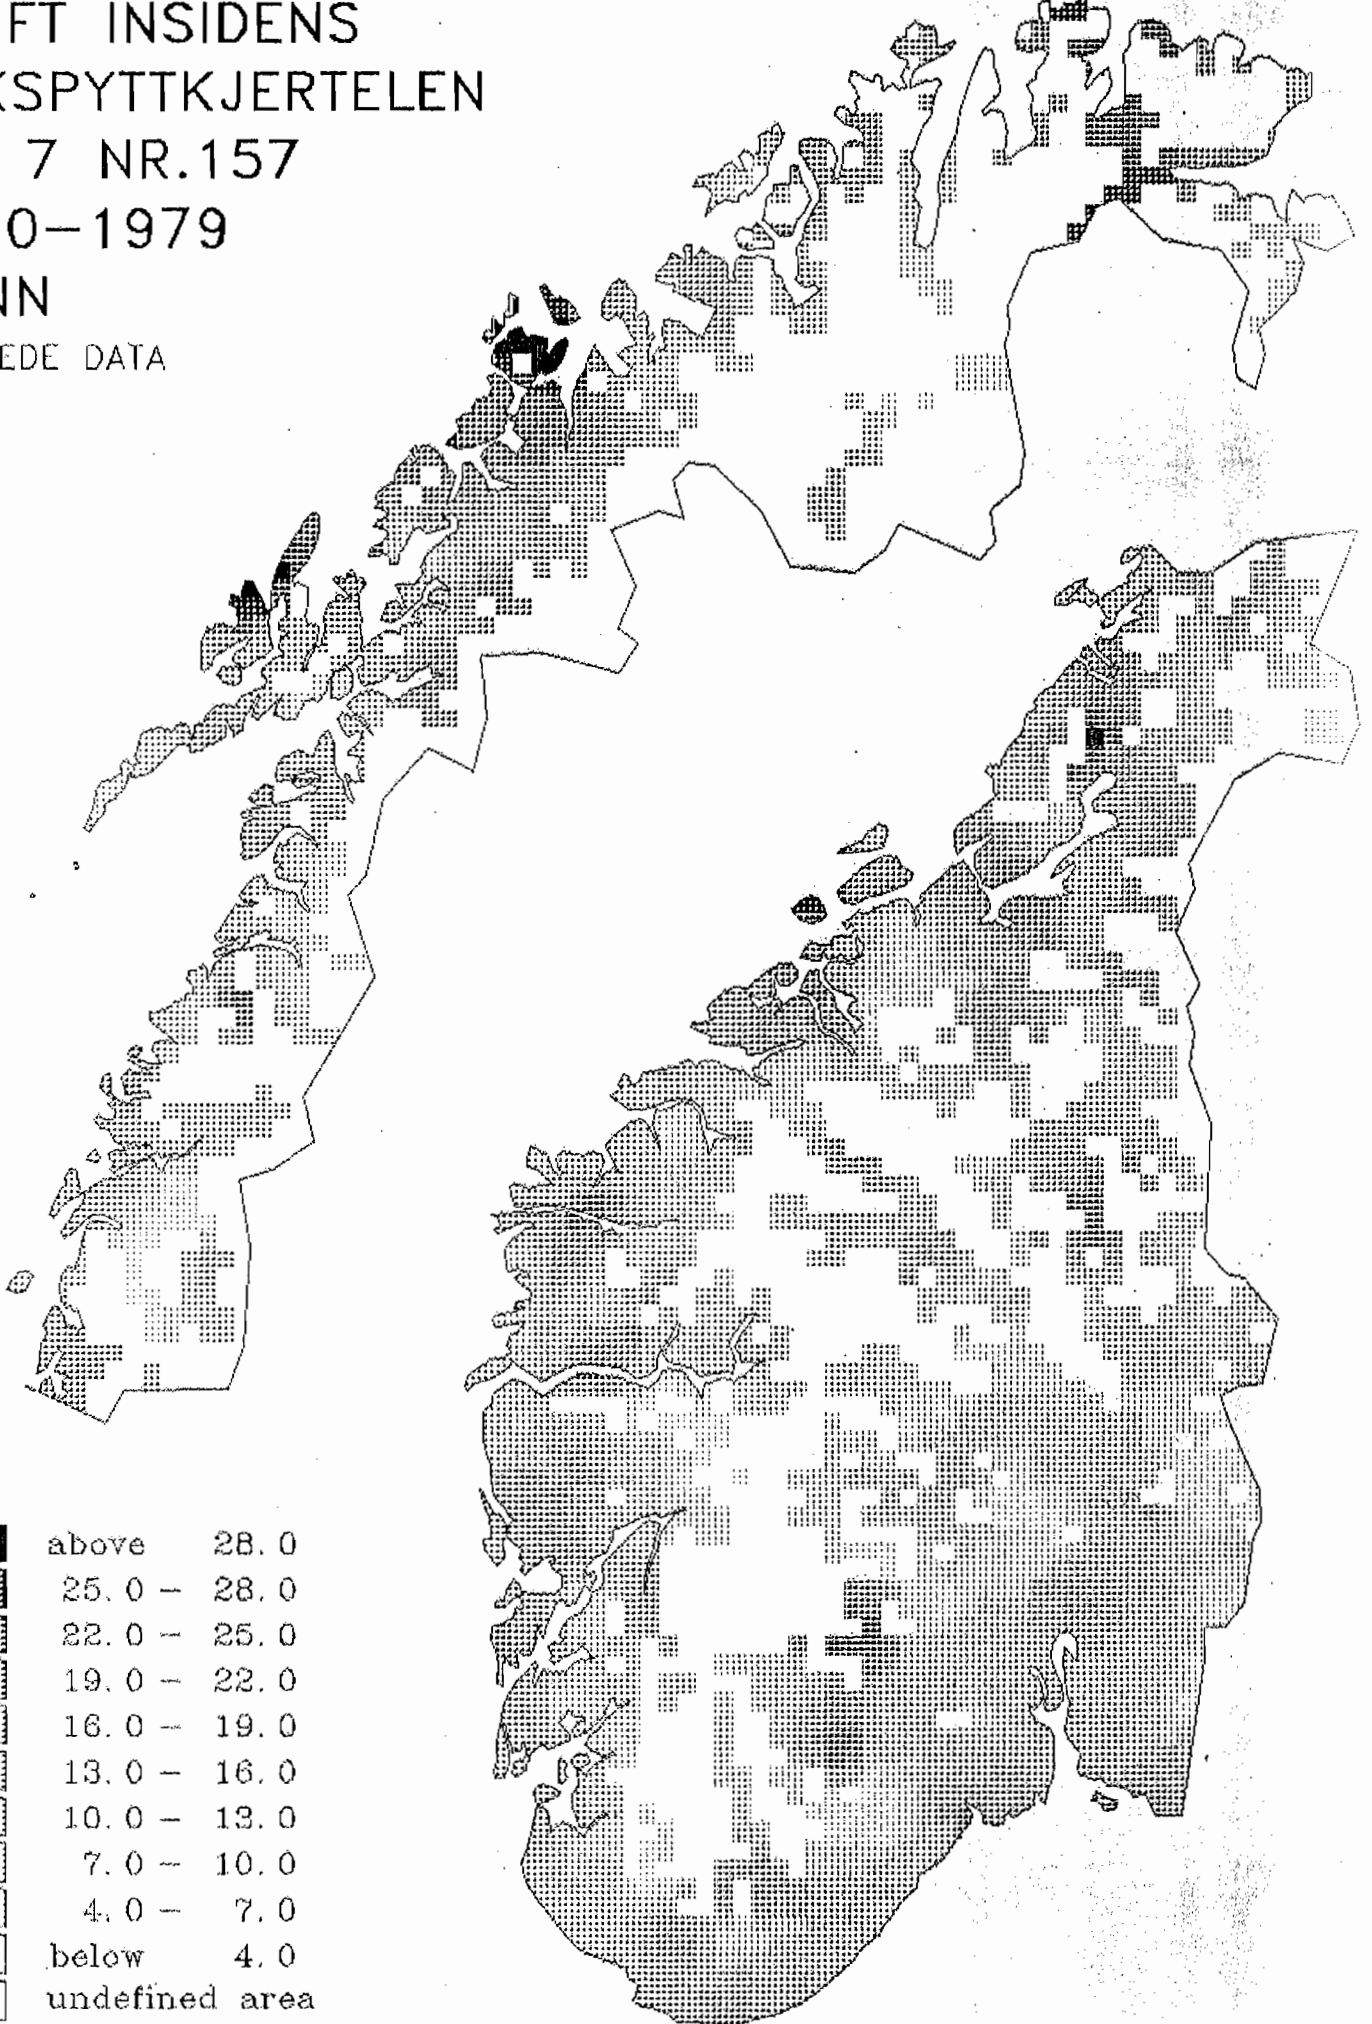 FT INSIDENS
KSPYTTKJERTELEN
7 NR.157
0-1979
NN
EDE DATA
above 28.0
25.0 - 28.0
22.0 - 25.0
19.0 - 22.0
16.0 - 19.0
13.0 - 16.0
10.0 - 13.0
7.0 - 10.0
4.0 - 7.0
below 4.0
undefined area